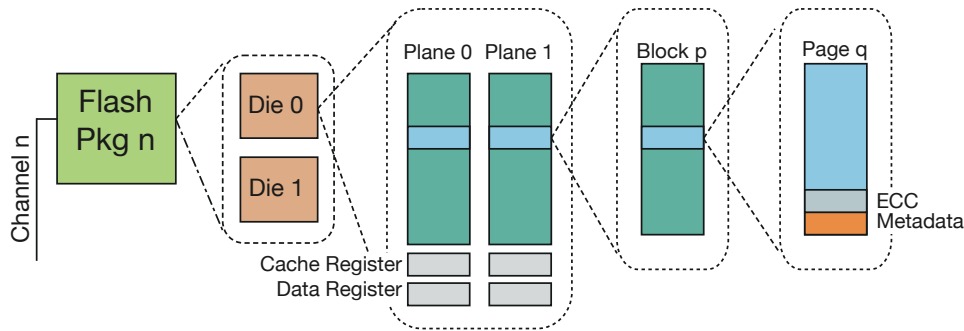 Channel n
Flash
Pkg n
Die 0
Die 1
Plane 0
Plane 1
Cache Register
Data Register
Block p
Page q
ECC
Metadata